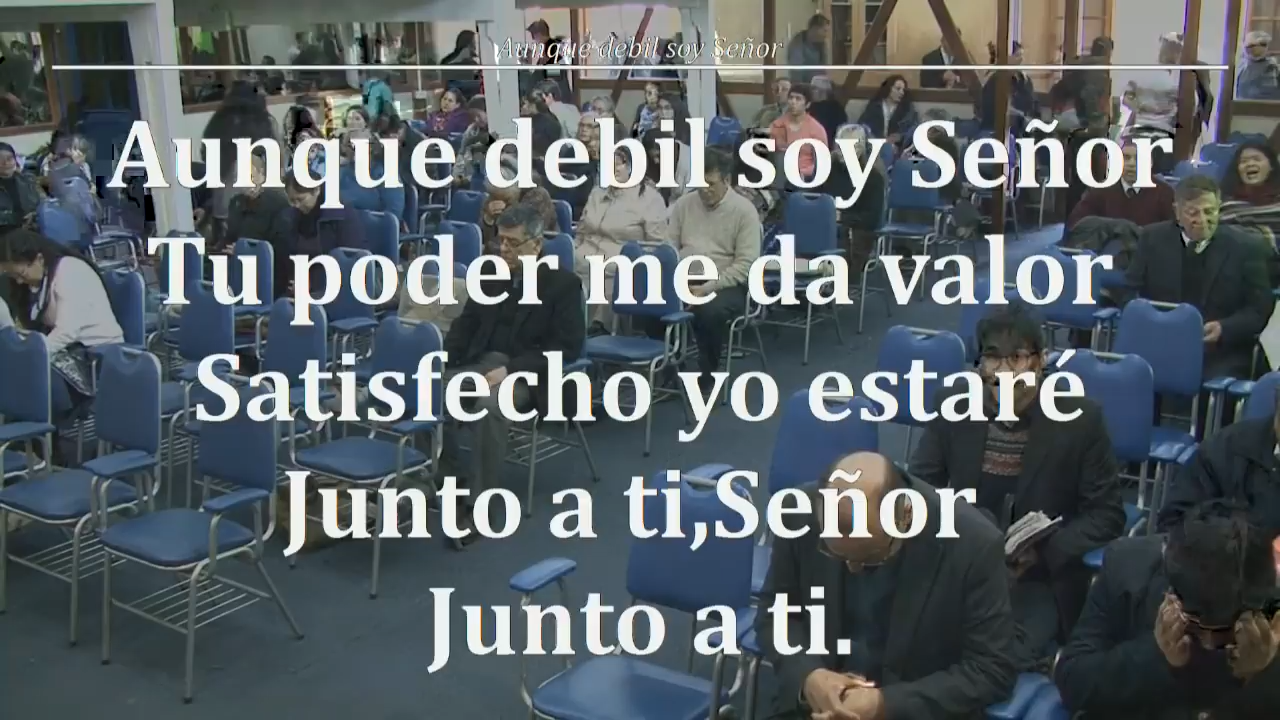 Aunque debil soy Señor
Aunque debil soy Señor
Tu poder me da valor
Satisfecho yo estaré
Junto a ti,Señor
Junto a ti.